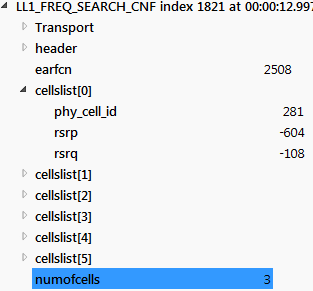 LL1_FREQ_SEARCH_CNF index 1821 at 00:00:12.997
Transport
header
earfcn 2508
cellslist[0]
phy_cell_id 281
rsrp -604
rsrq -108
cellslist[1]
cellslist[2]
cellslist[3]
cellslist[4]
cellslist[5]
numofcells 3